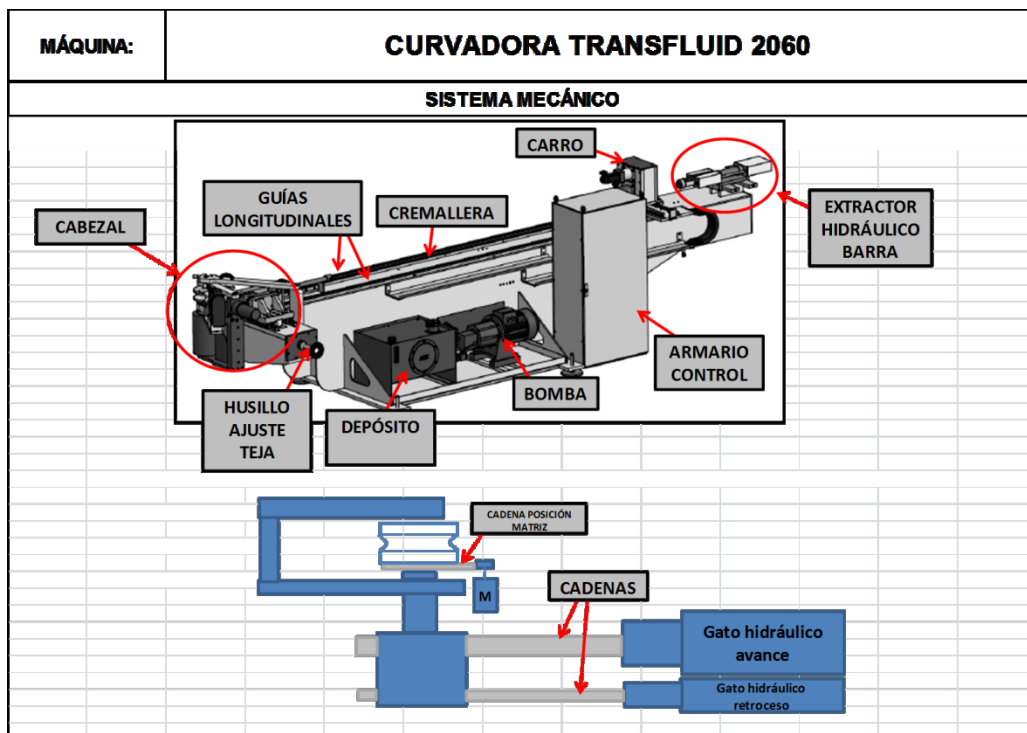 MÁQUINA:
CURVADORA TRANSFLUID 2060
SISTEMA MECÁNICO
CARRO
GUÍAS
LONGITUDINALES
CREMALLERA
CABEZAL
EXTRACTOR
HIDRÁULICO
BARRA
ARMARIO
CONTROL
BOMBA
HUSILLO
AJUSTE
TEJA
DEPÓSITO
CADENA POSICIÓN
MATRIZ
M
CADENAS
Gato hidráulico
avance
Gato hidráulico
retroceso